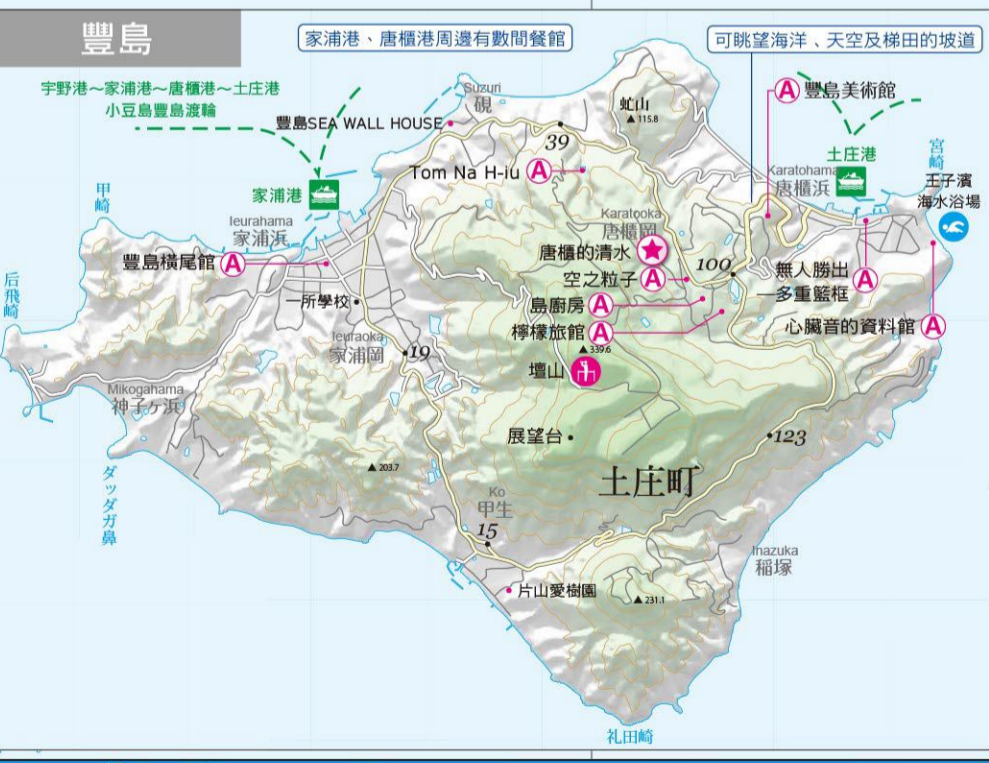 豐島
家浦港、唐櫃港周邊有數間餐館
可眺望海洋、天空及梯田的坡道
宇野港～家浦港～唐櫃港～土庄港
小豆島豐島渡輪
Suzuri
硯
虻山
▲ 115.8
A 豐島美術館
豐島SEA WALL HOUSE
39
土庄港
宮崎
Tom Na H-iu A
Karatohama
唐櫃浜
王子濱
海水浴場
甲崎
家浦港
Ieurahama
家浦浜
Karatooka
唐櫃岡
唐櫃的清水
豐島橫尾館 A
空之粒子 A
100
無人勝出
－多重籃框 A
后飛崎
一所學校
島廚房 A
心臟音的資料館 A
檸檬旅館 A
Ieuraoka
家浦岡
19
▲ 339.6
壇山
Mikogahama
神子ヶ浜
展望台
123
▲ 203.7
土庄町
ダッダガ鼻
Ko
甲生
15
Inazuka
稲塚
片山愛樹園
▲ 231.1
礼田崎